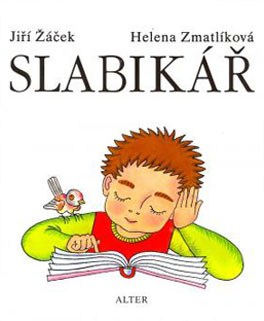 Jiří Žáček Helena Zmatlíková
SLABIKÁŘ
ALTER